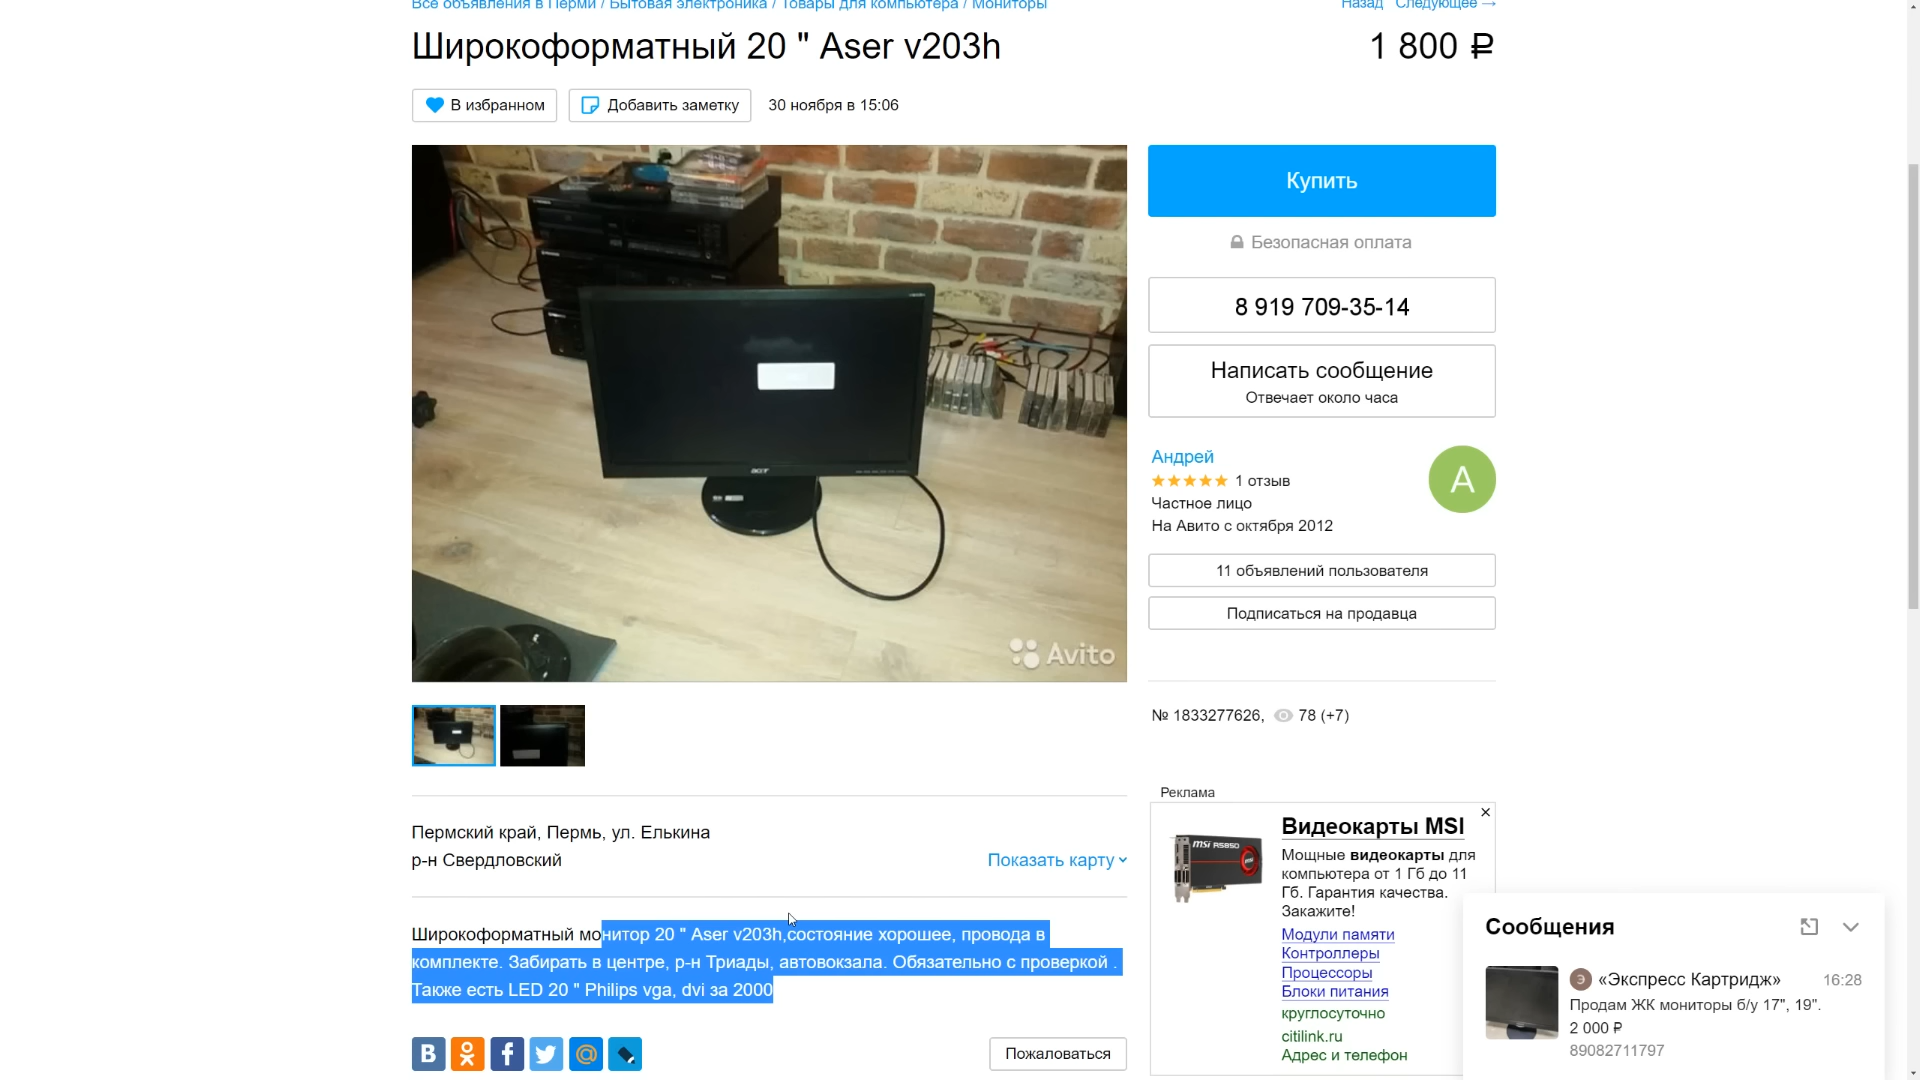 Все объявления в Перми / Бытовая электроника / Товары для компьютера / Мониторы
Назад Следующее →
Широкоформатный 20 " Aser v203h
1 800 ₽
В избранном
Добавить заметку
30 ноября в 15:06
acer
Avito
Купить
Безопасная оплата
8 919 709-35-14
Написать сообщение
Отвечает около часа
Андрей
1 отзыв
Частное лицо
На Авито с октября 2012
A
11 объявлений пользователя
Подписаться на продавца
№ 1833277626, 78 (+7)
Пермский край, Пермь, ул. Елькина
р-н Свердловский
Показать карту
Широкоформатный монитор 20 " Aser v203h,состояние хорошее, провода в
комплекте. Забирать в центре, р-н Триады, автовокзала. Обязательно с проверкой .
Также есть LED 20 " Philips vga, dvi за 2000
Пожаловаться
Реклама
msi R5850
Видеокарты MSI
Мощные видеокарты для
компьютера от 1 Гб до 11
Гб. Гарантия качества.
Закажите!
Модули памяти
Контроллеры
Процессоры
Блоки питания
круглосуточно
citilink.ru
Адрес и телефон
Сообщения
Э «Экспресс Картридж» 16:28
Продам ЖК мониторы б/у 17", 19".
2 000 ₽
89082711797